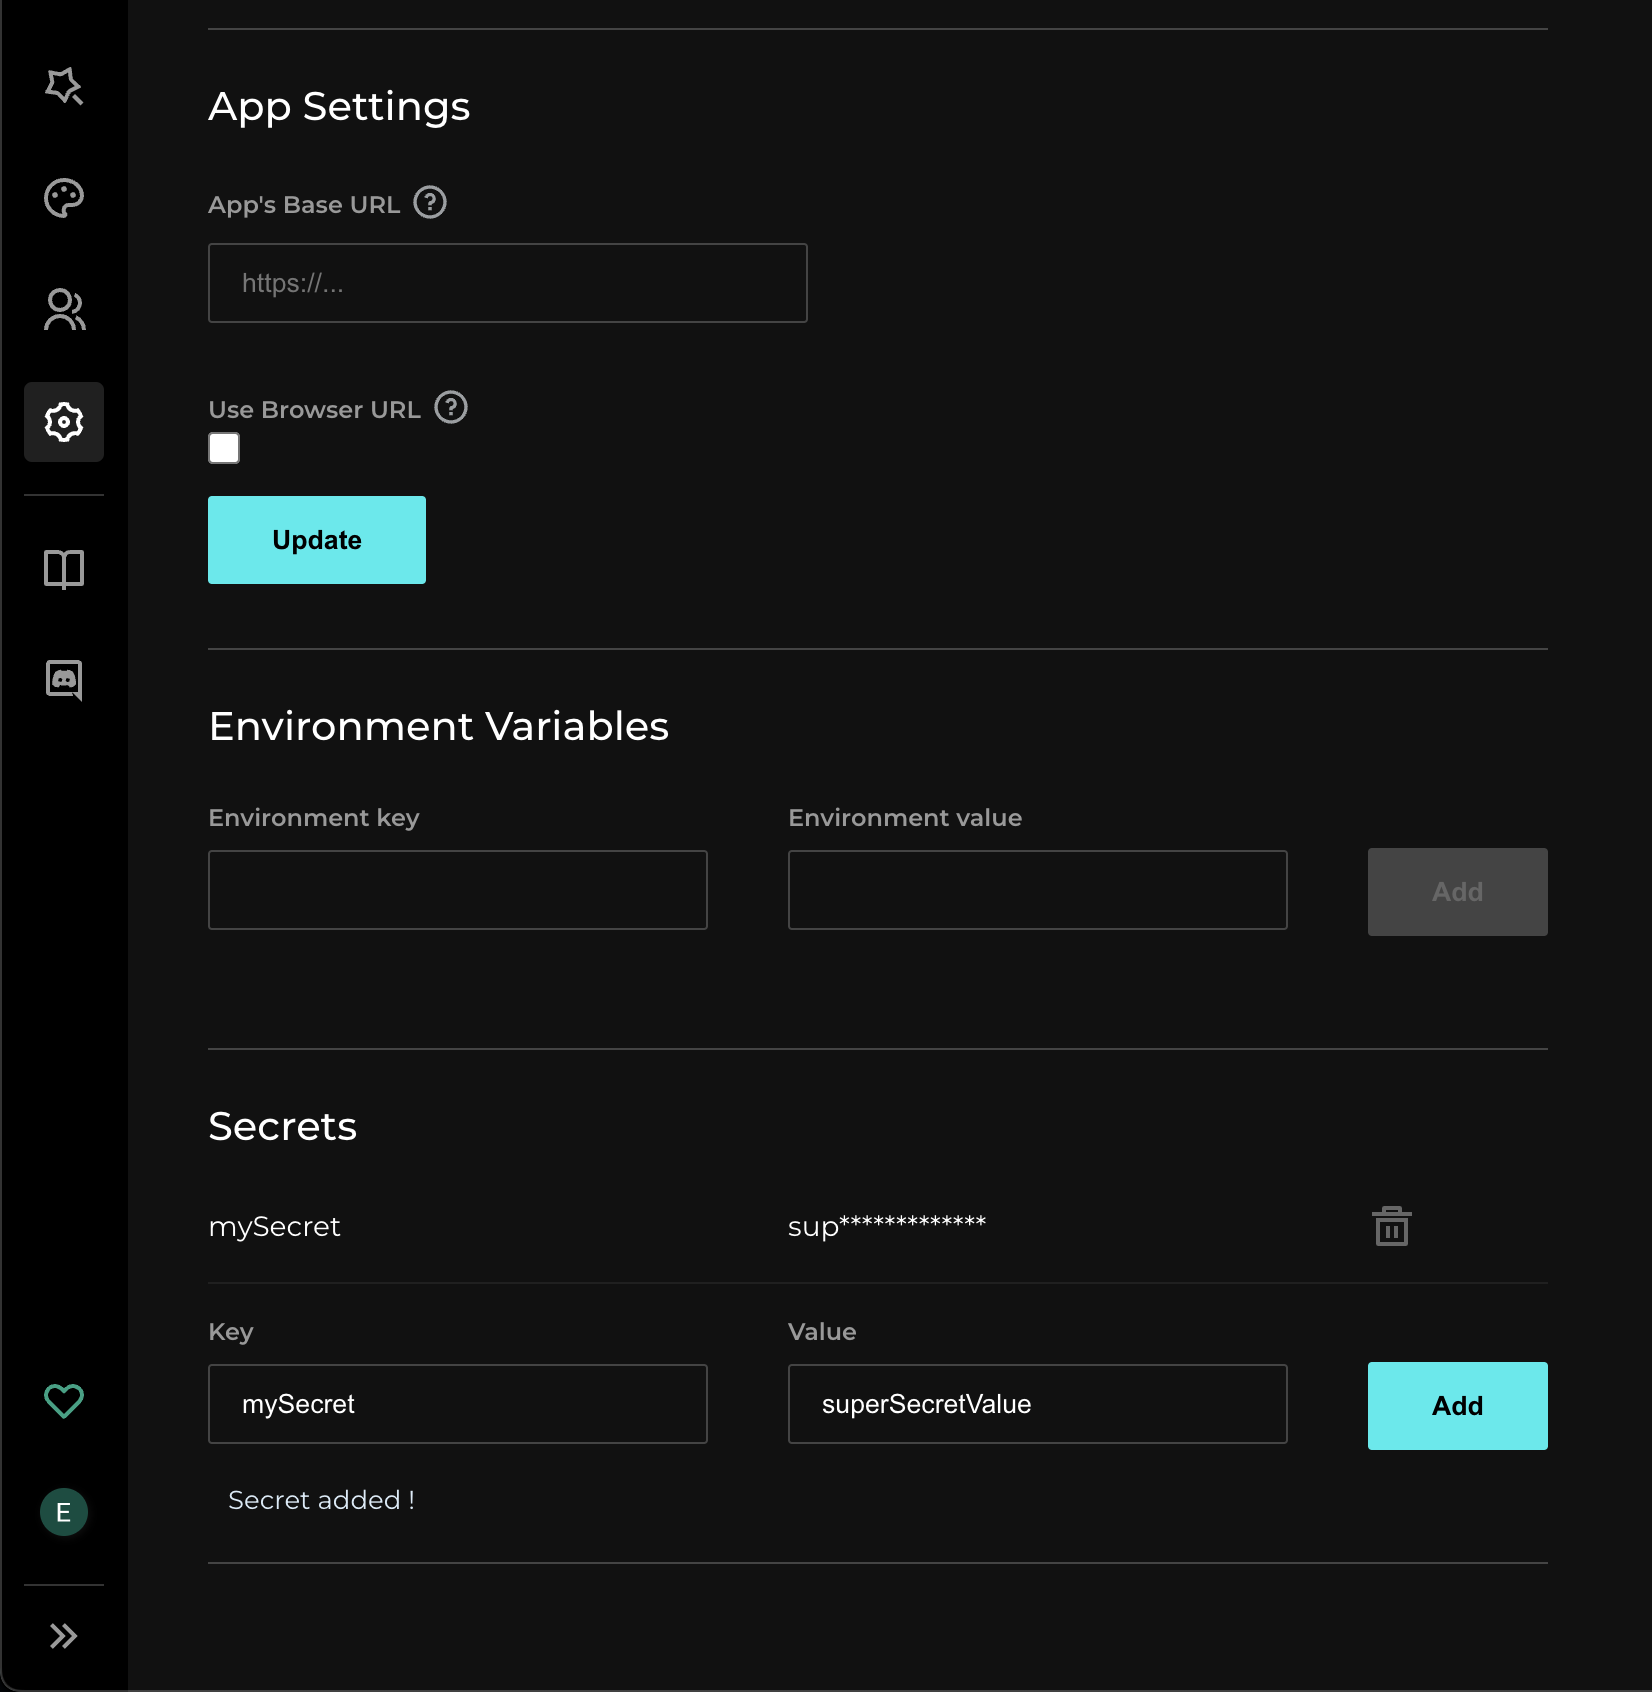 App Settings
App's Base URL ?
https://...
Use Browser URL ?
Update
Environment Variables
Environment key Environment value
Add
Secrets
mySecret sup*************
Key Value
mySecret superSecretValue Add
Secret added !
E